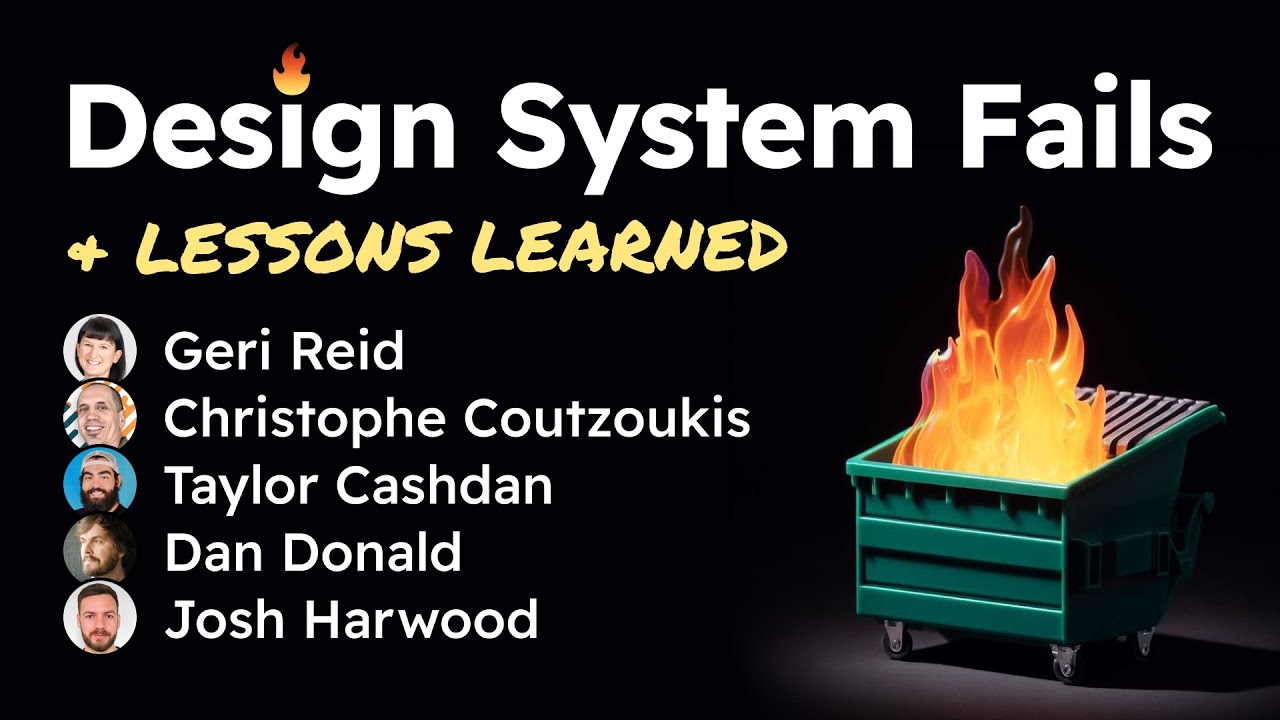 Design System Fails
& LESSONS LEARNED
Geri Reid
Christophe Coutzoukis
Taylor Cashdan
Dan Donald
Josh Harwood